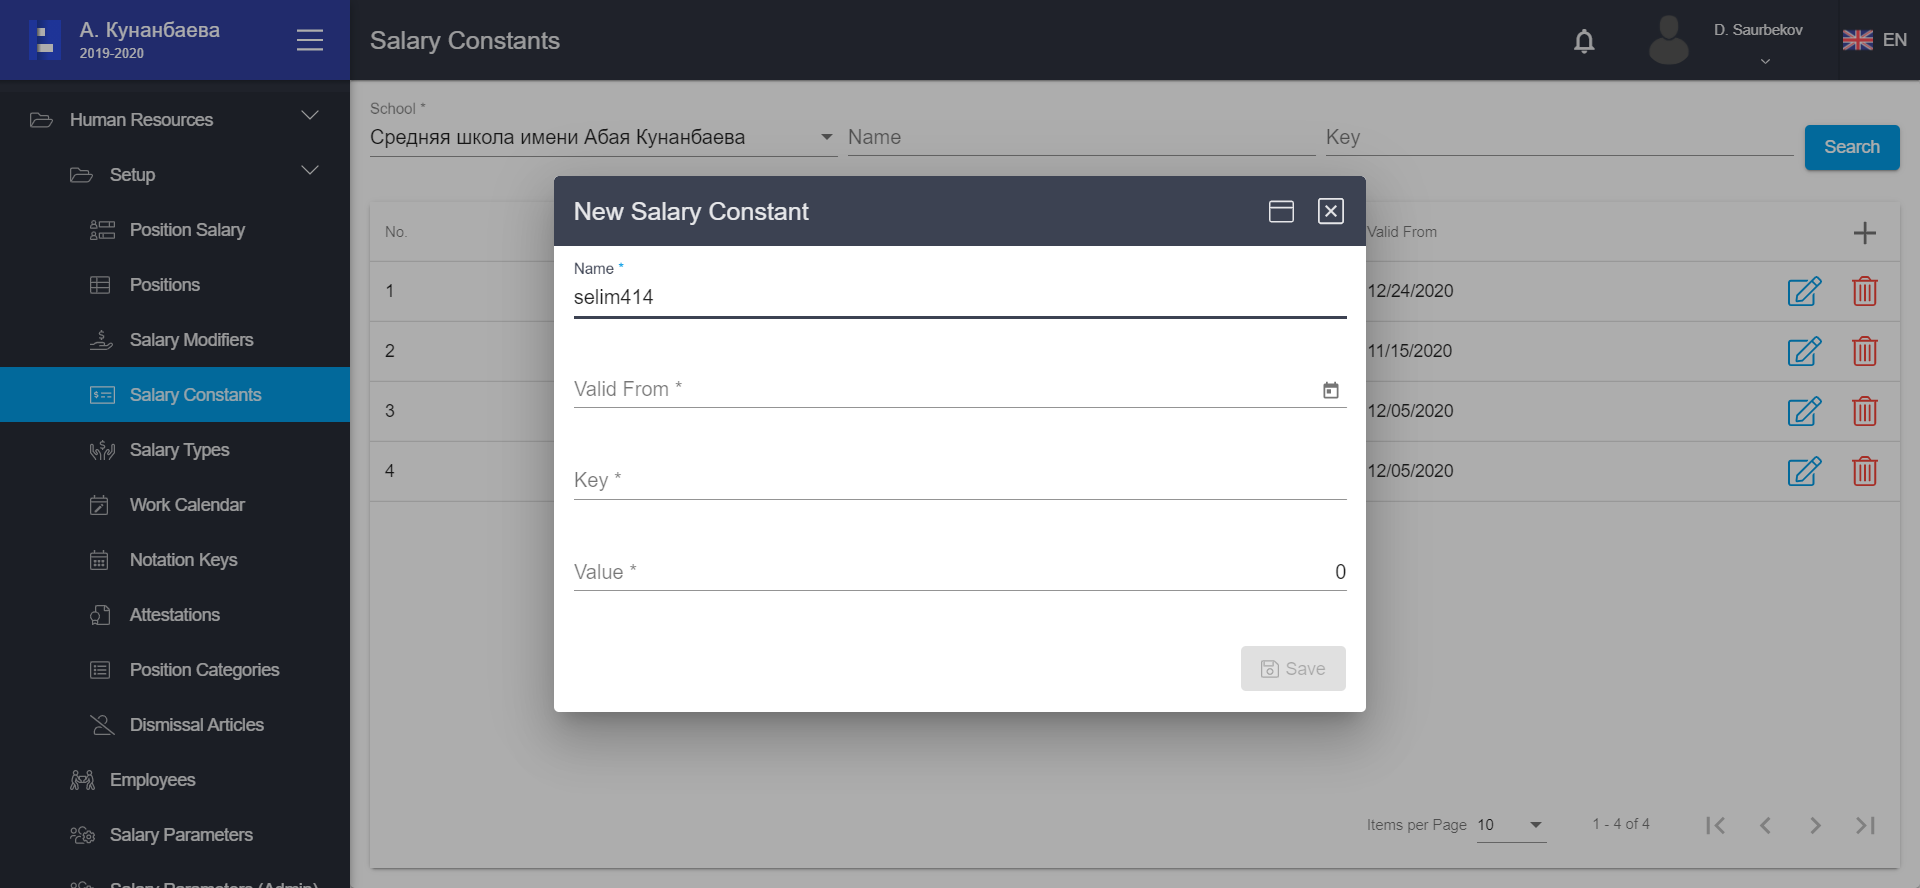 А. Кунанбаева
2019-2020
Salary Constants
D. Saurbekov
EN
Human Resources
Setup
Position Salary
Positions
Salary Modifiers
Salary Constants
Salary Types
Work Calendar
Notation Keys
Attestations
Position Categories
Dismissal Articles
Employees
Salary Parameters
Salary Parameters (Admin)
School *
Средняя школа имени Абая Кунанбаева
Name
Key
Search
No.
Valid From
1
12/24/2020
2
11/15/2020
3
12/05/2020
4
12/05/2020
New Salary Constant
Name *
selim414
Valid From *
Key *
Value *
0
Save
Items per Page
10
1 - 4 of 4